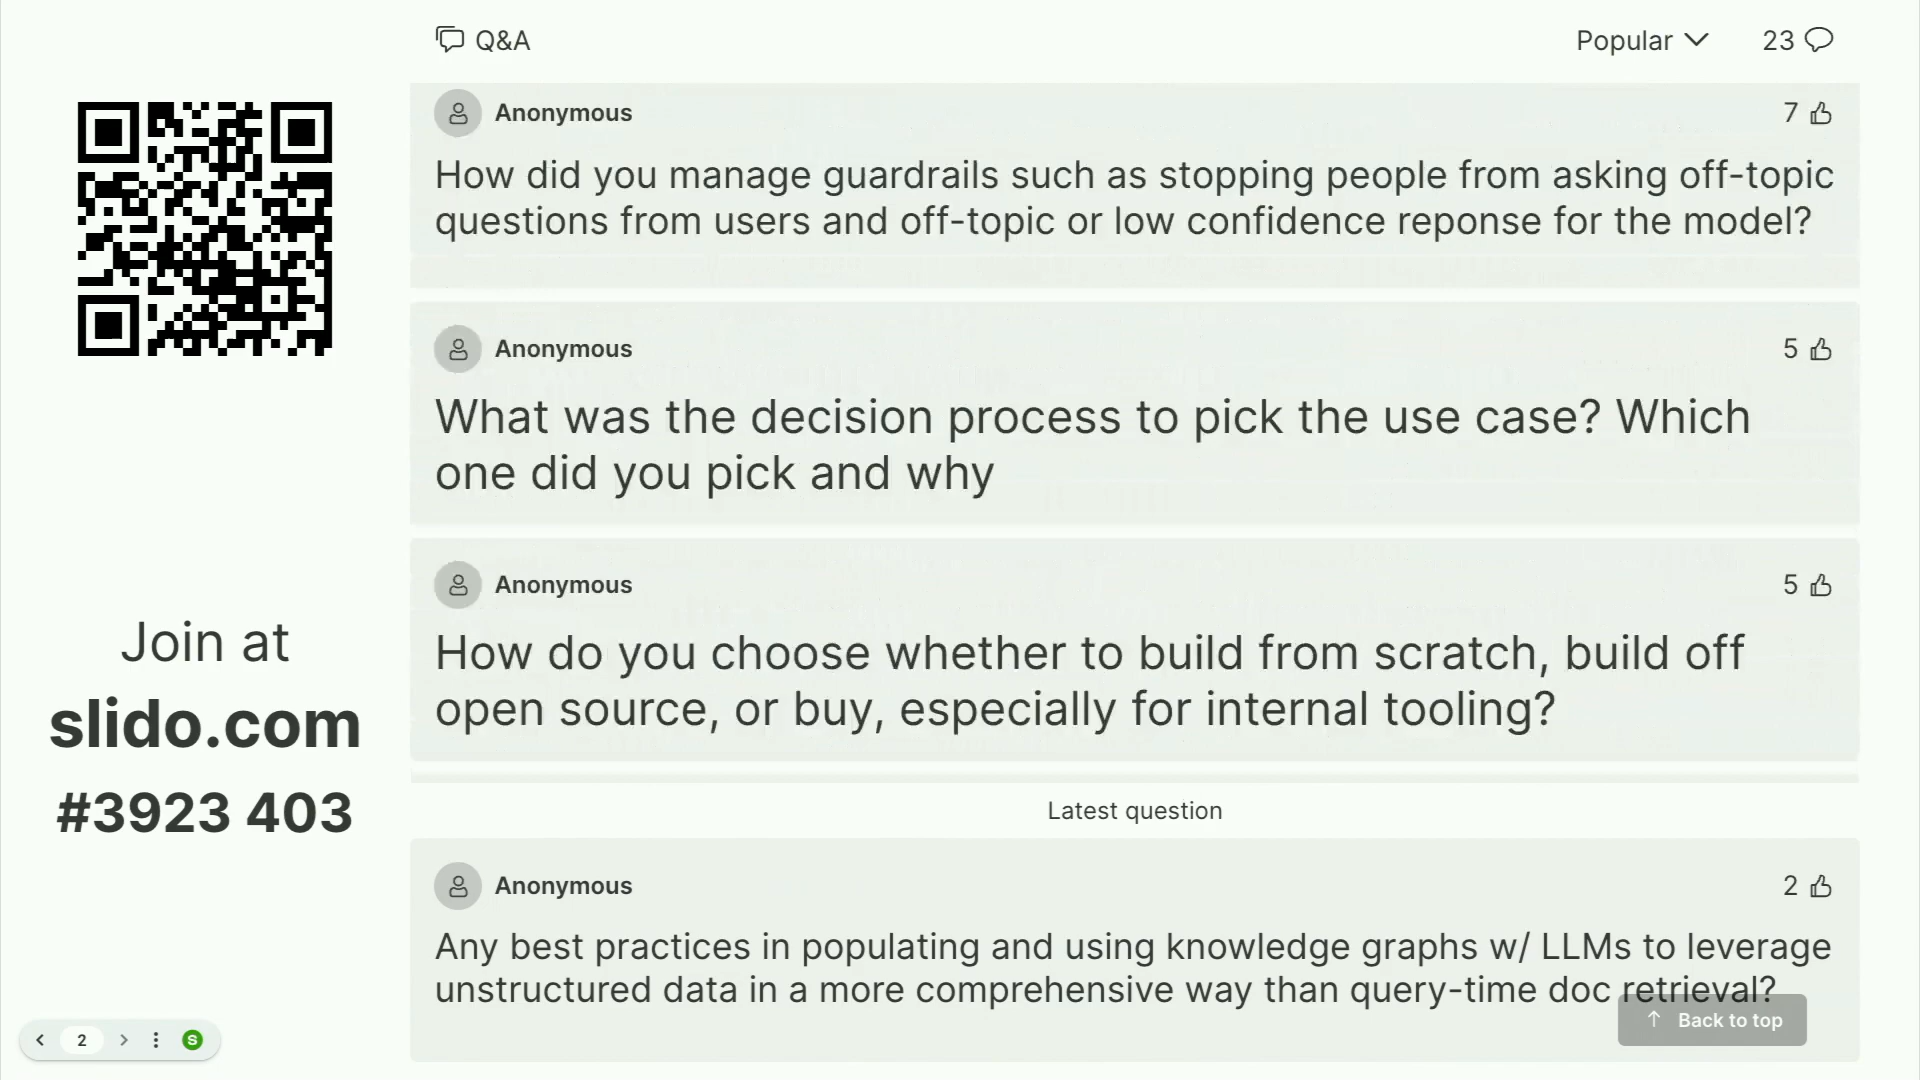 Q&A
Popular
23
Anonymous
7
How did you manage guardrails such as stopping people from asking off-topic
questions from users and off-topic or low confidence reponse for the model?
Anonymous
5
What was the decision process to pick the use case? Which
one did you pick and why
Anonymous
5
How do you choose whether to build from scratch, build off
open source, or buy, especially for internal tooling?
Latest question
Anonymous
2
Any best practices in populating and using knowledge graphs w/ LLMs to leverage
unstructured data in a more comprehensive way than query-time doc retrieval?
Back to top
Join at
slido.com
#3923 403
2
S